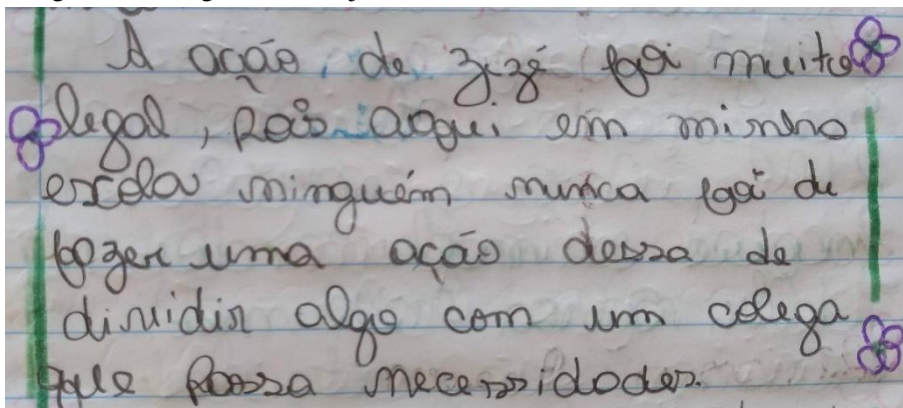 A ação de zezé foi muito
legal, pois aqui em minha
escola ninguém nunca foi de
fazer uma ação dessa de
dividir algo com um colega
que passa necessidades.